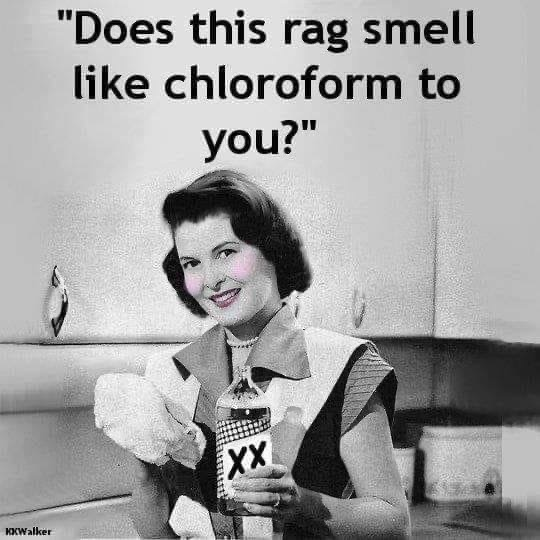 "Does this rag smell
like chloroform to
you?"
XX
KKWalker